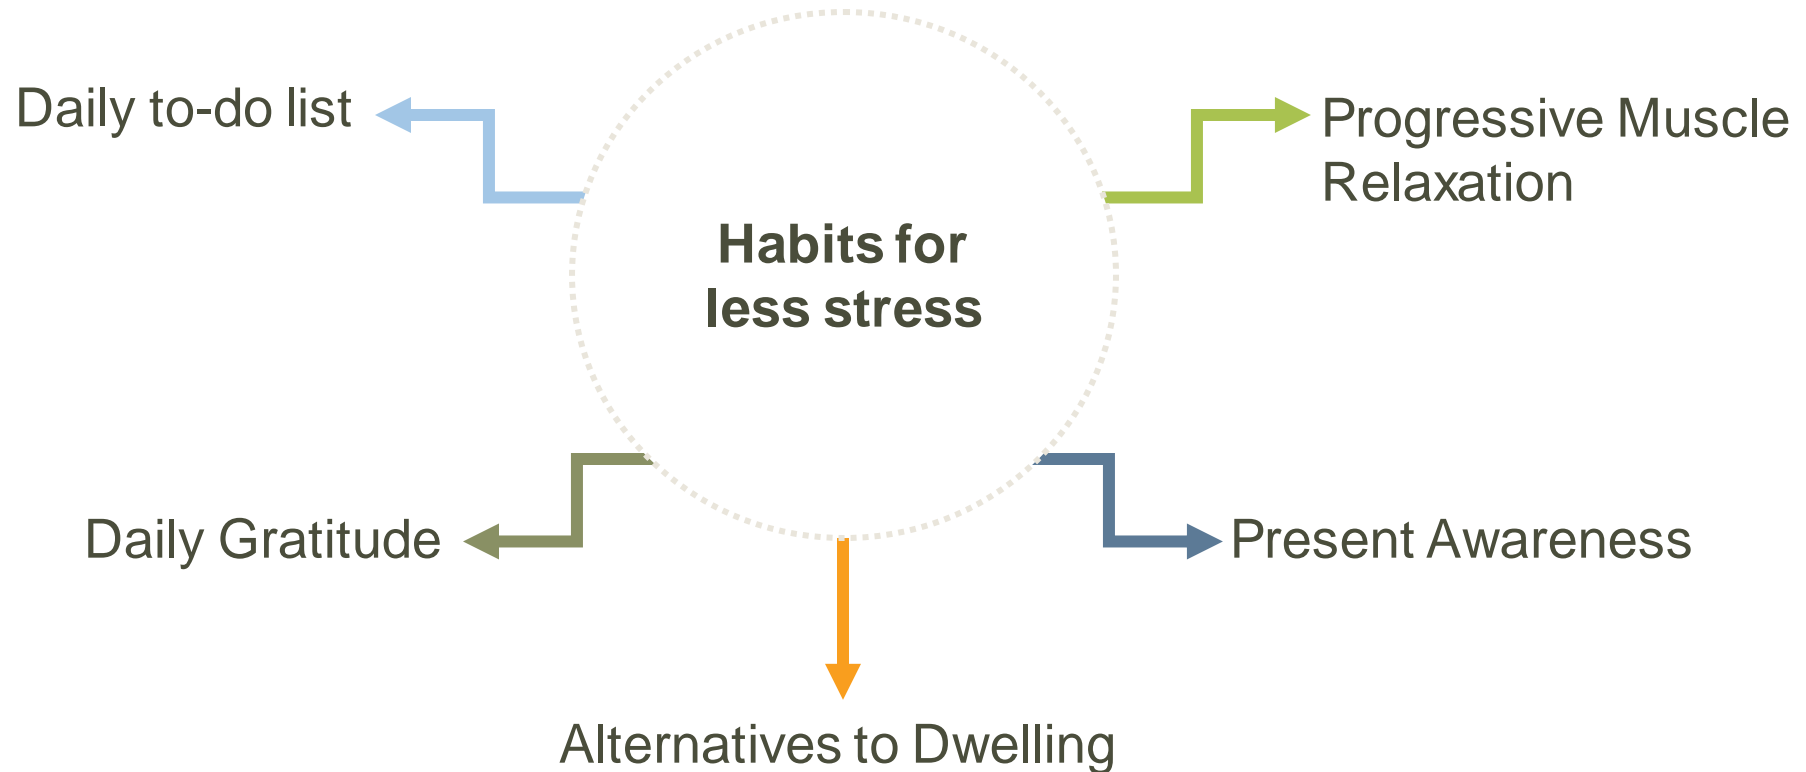 Daily to-do list
Progressive Muscle
Relaxation
Habits for
less stress
Daily Gratitude
Present Awareness
Alternatives to Dwelling